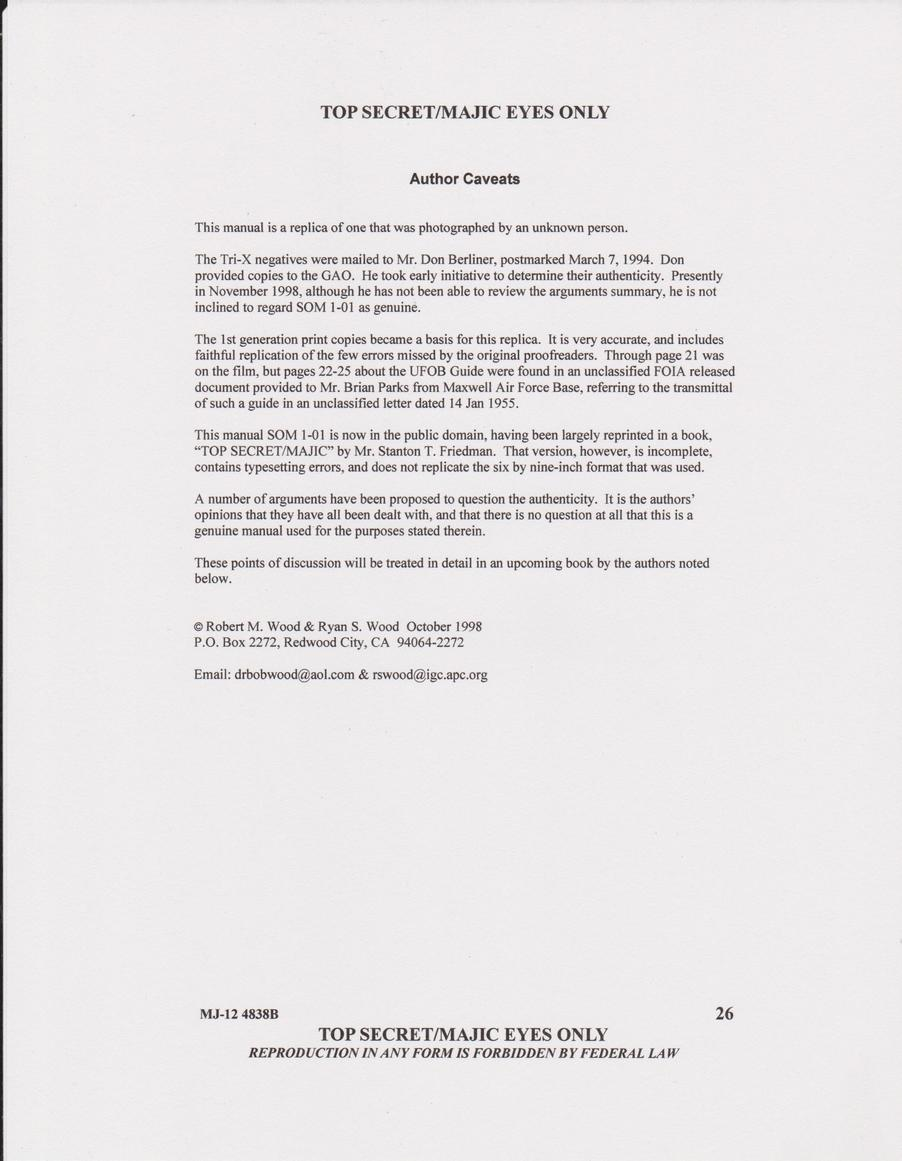 TOP SECRET/MAJIC EYES ONLY
Author Caveats
This manual is a replica of one that was photographed by an unknown person.
The Tri-X negatives were mailed to Mr. Don Berliner, postmarked March 7, 1994.  Don
provided copies to the GAO.  He took early initiative to determine their authenticity.  Presently
in November 1998, although he has not been able to review the arguments summary, he is not
inclined to regard SOM 1-01 as genuine.
The 1st generation print copies became a basis for this replica.  It is very accurate, and includes
faithful replication of the few errors missed by the original proofreaders.  Through page 21 was
on the film, but pages 22-25 about the UFOB Guide were found in an unclassified FOIA released
document provided to Mr. Brian Parks from Maxwell Air Force Base, referring to the transmittal
of such a guide in an unclassified letter dated 14 Jan 1955.
This manual SOM 1-01 is now in the public domain, having been largely reprinted in a book,
“TOP SECRET/MAJIC” by Mr. Stanton T. Friedman.  That version, however, is incomplete,
contains typesetting errors, and does not replicate the six by nine-inch format that was used.
A number of arguments have been proposed to question the authenticity.  It is the authors’
opinions that they have all been dealt with, and that there is no question at all that this is a
genuine manual used for the purposes stated therein.
These points of discussion will be treated in detail in an upcoming book by the authors noted
below.
© Robert M. Wood & Ryan S. Wood  October 1998
P.O. Box 2272, Redwood City, CA  94064-2272
Email: drbobwood@aol.com & rswood@igc.apc.org
MJ-12 4838B
26
TOP SECRET/MAJIC EYES ONLY
REPRODUCTION IN ANY FORM IS FORBIDDEN BY FEDERAL LAW